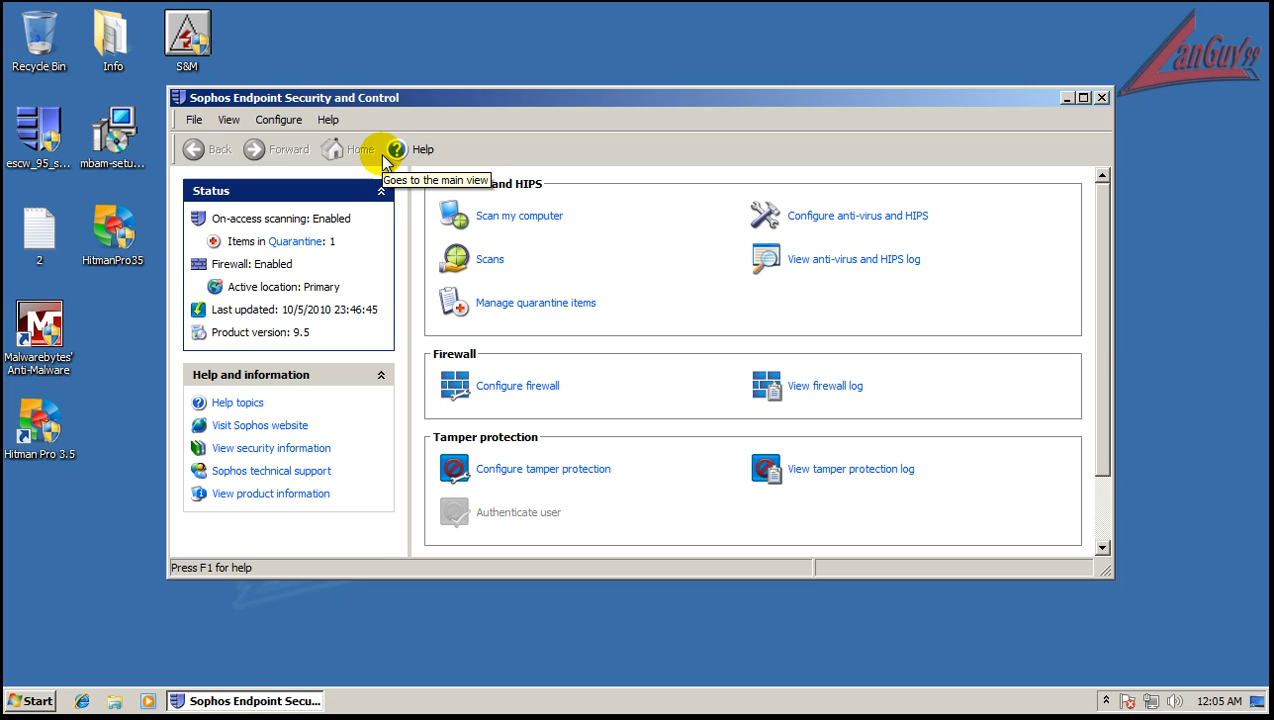 Recycle Bin
Info
S&M
anGuy99
escw_95_s...
mbam-setu...
2
HitmanPro35
Malwarebytes'
Anti-Malware
Hitman Pro 3.5
Sophos Endpoint Security and Control
File View Configure Help
Back Forward Home Help
Goes to the main view
Status
On-access scanning: Enabled
Items in Quarantine: 1
Firewall: Enabled
Active location: Primary
Last updated: 10/5/2010 23:46:45
Product version: 9.5
Help and information
Help topics
Visit Sophos website
View security information
Sophos technical support
View product information
and HIPS
Scan my computer
Configure anti-virus and HIPS
Scans
View anti-virus and HIPS log
Manage quarantine items
Firewall
Configure firewall
View firewall log
Tamper protection
Configure tamper protection
View tamper protection log
Authenticate user
Press F1 for help
Start
Sophos Endpoint Secu...
12:05 AM